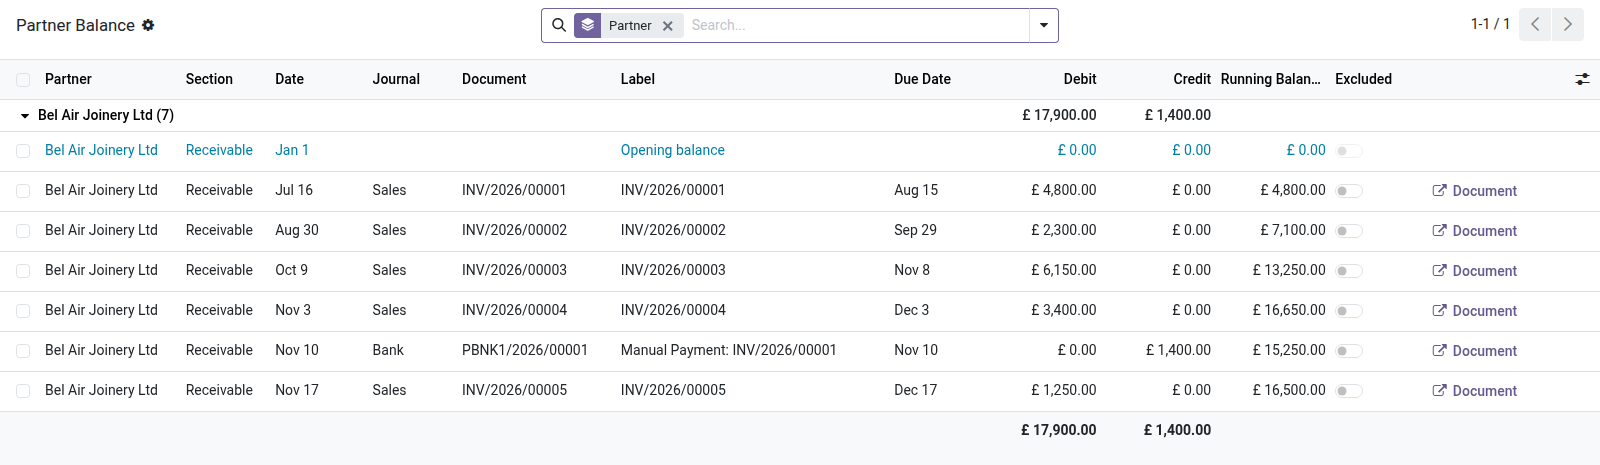 Partner Balance
Partner Search... 1-1 / 1
Partner Section Date Journal Document Label Due Date Debit Credit Running Balan... Excluded
Bel Air Joinery Ltd (7) £ 17,900.00 £ 1,400.00
Bel Air Joinery Ltd Receivable Jan 1 Opening balance £ 0.00 £ 0.00 £ 0.00
Bel Air Joinery Ltd Receivable Jul 16 Sales INV/2026/00001 INV/2026/00001 Aug 15 £ 4,800.00 £ 0.00 £ 4,800.00 Document
Bel Air Joinery Ltd Receivable Aug 30 Sales INV/2026/00002 INV/2026/00002 Sep 29 £ 2,300.00 £ 0.00 £ 7,100.00 Document
Bel Air Joinery Ltd Receivable Oct 9 Sales INV/2026/00003 INV/2026/00003 Nov 8 £ 6,150.00 £ 0.00 £ 13,250.00 Document
Bel Air Joinery Ltd Receivable Nov 3 Sales INV/2026/00004 INV/2026/00004 Dec 3 £ 3,400.00 £ 0.00 £ 16,650.00 Document
Bel Air Joinery Ltd Receivable Nov 10 Bank PBNK1/2026/00001 Manual Payment: INV/2026/00001 Nov 10 £ 0.00 £ 1,400.00 £ 15,250.00 Document
Bel Air Joinery Ltd Receivable Nov 17 Sales INV/2026/00005 INV/2026/00005 Dec 17 £ 1,250.00 £ 0.00 £ 16,500.00 Document
£ 17,900.00 £ 1,400.00